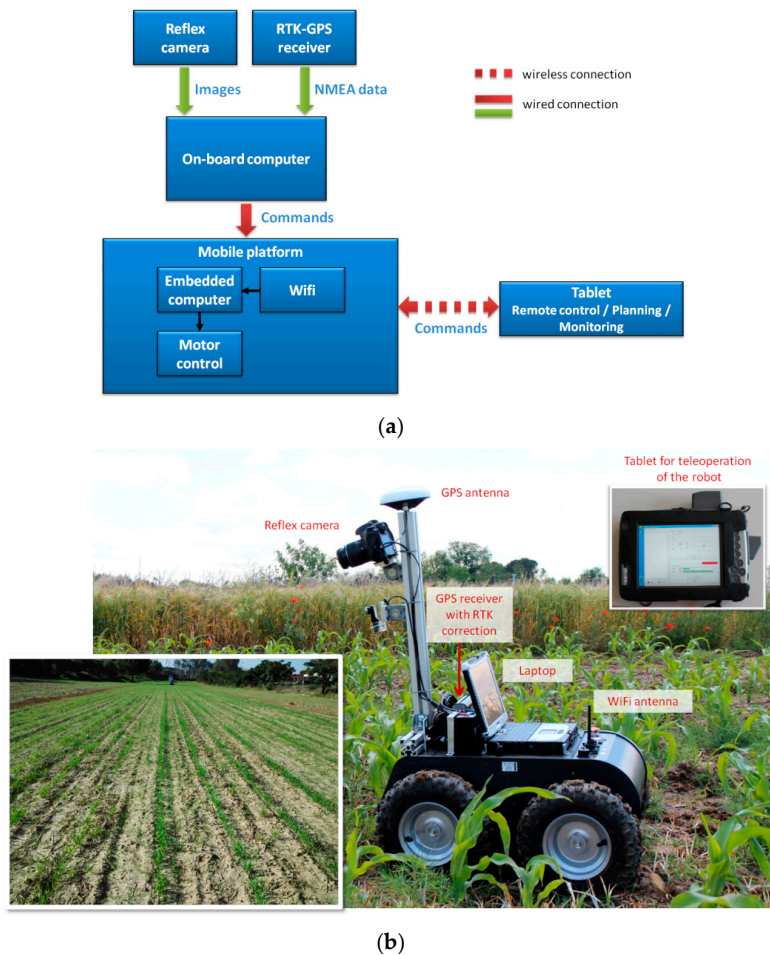 Reflex
camera
RTK-GPS
receiver
Images
NMEA data
wireless connection
wired connection
On-board computer
Commands
Mobile platform
Embedded
computer
Wifi
Motor
control
Commands
Tablet
Remote control / Planning /
Monitoring
(a)
Tablet for teleoperation
of the robot
GPS antenna
Reflex camera
GPS receiver
with RTK
correction
Laptop
WiFi antenna
(b)